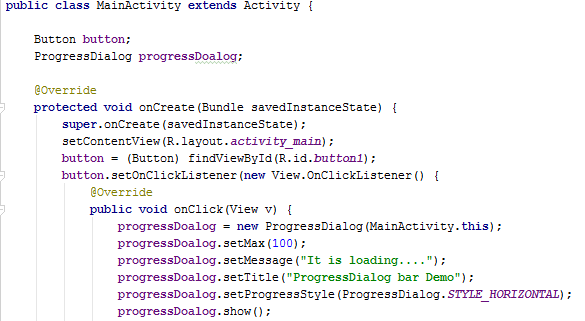 public class MainActivity extends Activity {
Button button;
ProgressDialog progressDoalog;
@Override
protected void onCreate(Bundle savedInstanceState) {
super.onCreate(savedInstanceState);
setContentView(R.layout.activity_main);
button = (Button) findViewById(R.id.button1);
button.setOnClickListener(new View.OnClickListener() {
@Override
public void onClick(View v) {
progressDoalog = new ProgressDialog(MainActivity.this);
progressDoalog.setMax(100);
progressDoalog.setMessage("It is loading....");
progressDoalog.setTitle("ProgressDialog bar Demo");
progressDoalog.setProgressStyle(ProgressDialog.STYLE_HORIZONTAL);
progressDoalog.show();